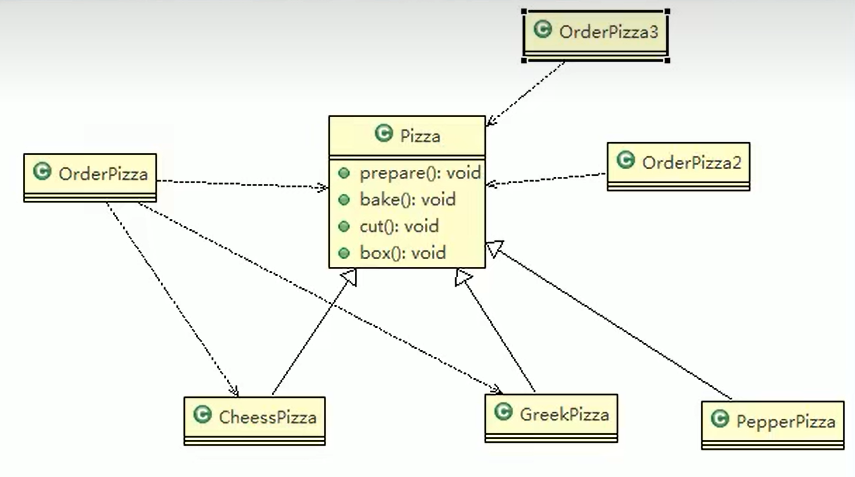 OrderPizza3
Pizza
prepare(): void
bake(): void
cut(): void
box(): void
OrderPizza
OrderPizza2
CheessPizza
GreekPizza
PepperPizza